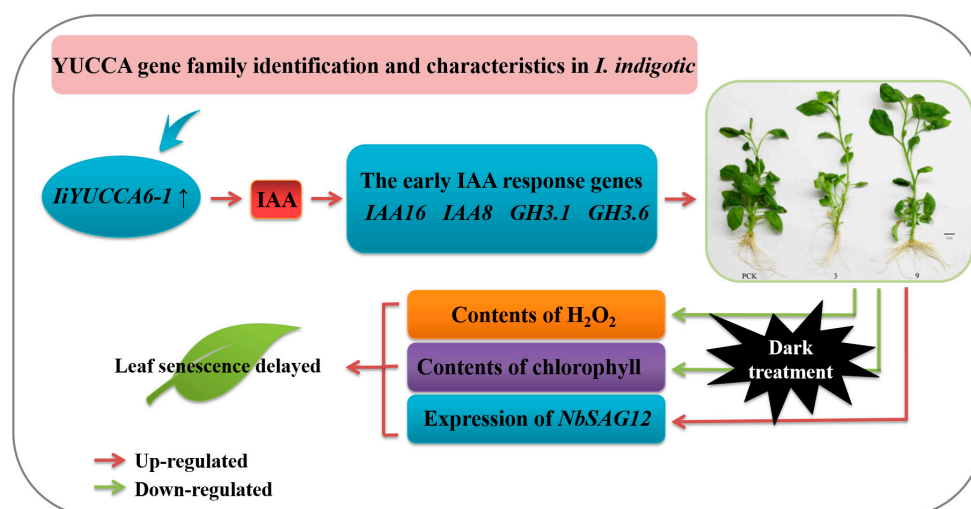 YUCCA gene family identification and characteristics in I. indigotic
IiYUCCA6-1 ↑
IAA
The early IAA response genes
IAA16 IAA8 GH3.1 GH3.6
PCK 3 9
Contents of H₂O₂
Contents of chlorophyll
Expression of NbSAG12
Dark
treatment
Leaf senescence delayed
Up-regulated
Down-regulated